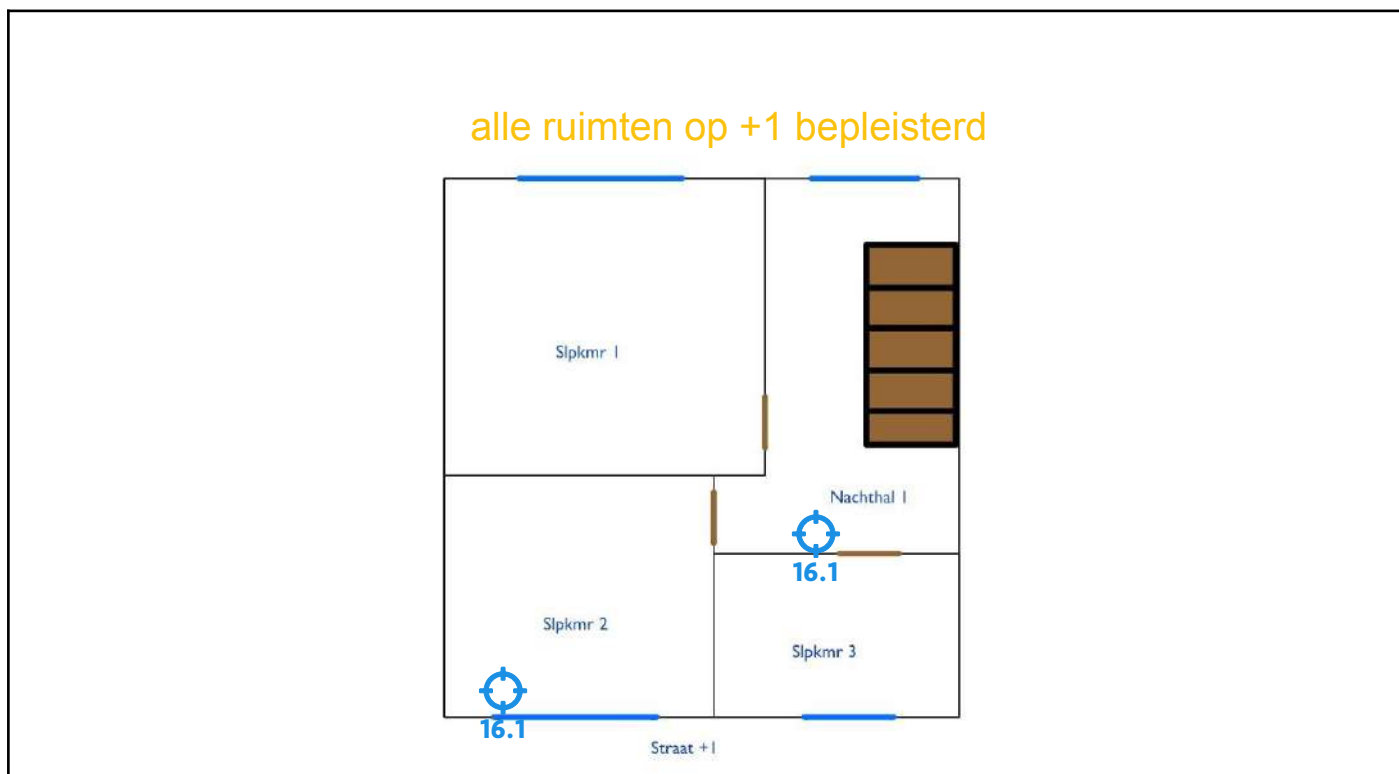 alle ruimten op +1 bepleisterd
Slpkmr 1
Nachthal 1
16.1
Slpkmr 2
Slpkmr 3
16.1
Straat +1